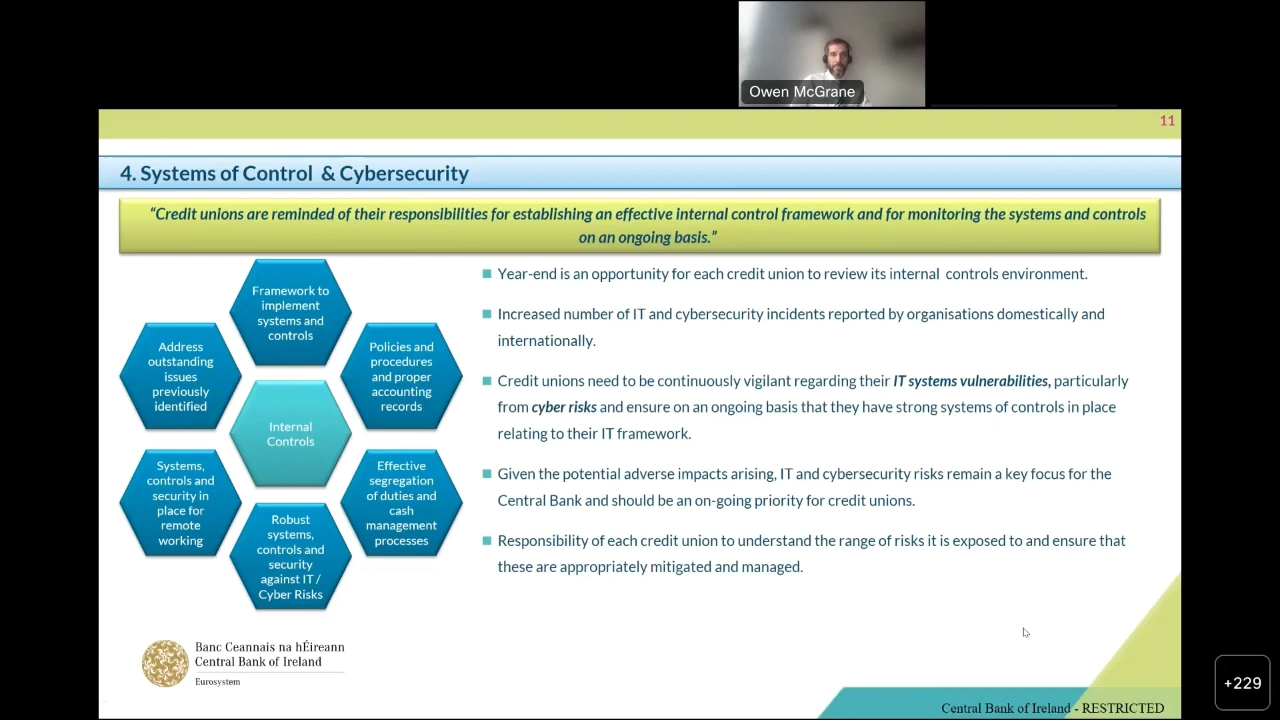 Owen McGrane
11
4. Systems of Control & Cybersecurity
“Credit unions are reminded of their responsibilities for establishing an effective internal control framework and for monitoring the systems and controls
on an ongoing basis.”
Framework to
implement
systems and
controls
Address
outstanding
issues
previously
identified
Policies and
procedures
and proper
accounting
records
Internal
Controls
Systems,
controls and
security in
place for
remote
working
Effective
segregation
of duties and
cash
management
processes
Robust
systems,
controls and
security
against IT /
Cyber Risks
Year-end is an opportunity for each credit union to review its internal controls environment.
Increased number of IT and cybersecurity incidents reported by organisations domestically and
internationally.
Credit unions need to be continuously vigilant regarding their IT systems vulnerabilities, particularly
from cyber risks and ensure on an ongoing basis that they have strong systems of controls in place
relating to their IT framework.
Given the potential adverse impacts arising, IT and cybersecurity risks remain a key focus for the
Central Bank and should be an on-going priority for credit unions.
Responsibility of each credit union to understand the range of risks it is exposed to and ensure that
these are appropriately mitigated and managed.
Banc Ceannais na hÉireann
Central Bank of Ireland
Eurosystem
Central Bank of Ireland - RESTRICTED
+229